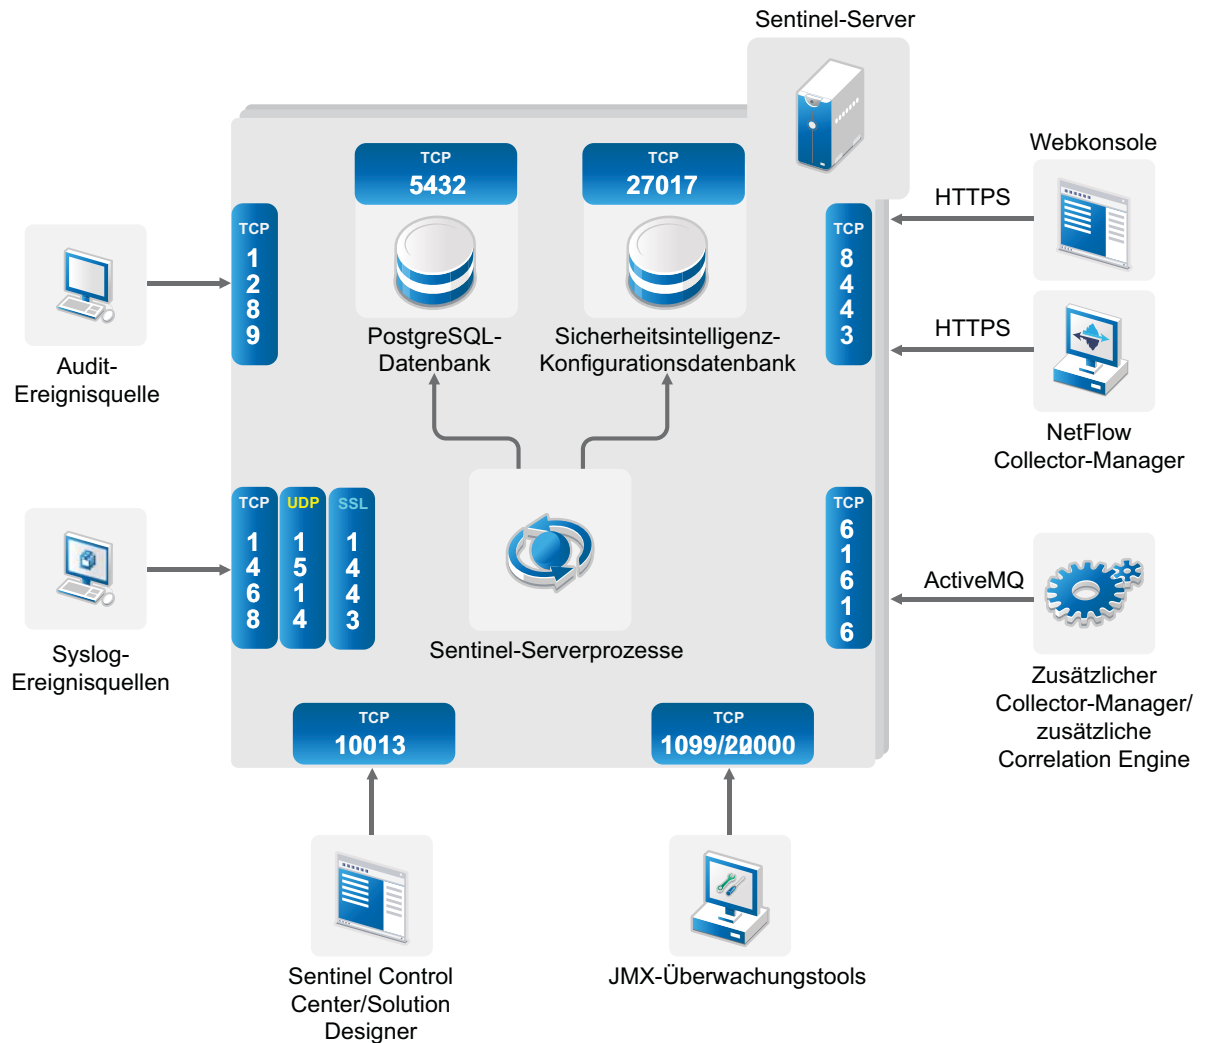 Sentinel-Server
TCP
5432
TCP
27017
PostgreSQL-
Datenbank
Sicherheitsintelligenz-
Konfigurationsdatenbank
TCP
1
2
8
9
Audit-
Ereignisquelle
TCP
8
4
4
3
HTTPS
Webkonsole
HTTPS
NetFlow
Collector-Manager
TCP
1
4
6
8
UDP
1
5
1
4
SSL
1
4
4
3
Syslog-
Ereignisquellen
Sentinel-Serverprozesse
TCP
6
1
6
1
6
ActiveMQ
Zusätzlicher
Collector-Manager/
zusätzliche
Correlation Engine
TCP
10013
TCP
1099/
Sentinel Control
Center/Solution
Designer
JMX-Überwachungstools